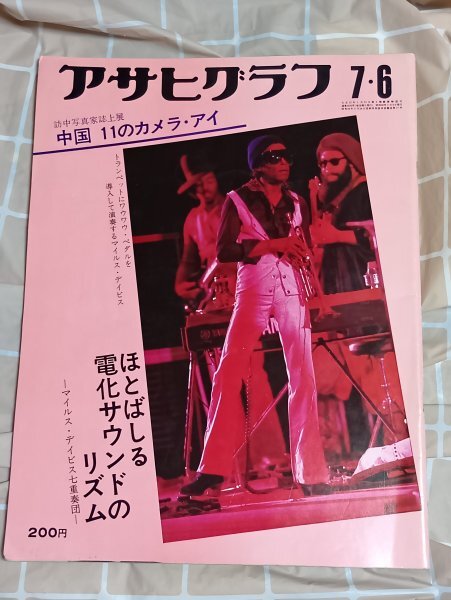 アサヒグラフ 7・6
訪中写真家誌上展
中国 11のカメラ・アイ
トランペットにワウワウ・ペダルを
導入して演奏するマイルス・デイビス
ほとばしる
電化サウンドの
リズム
―マイルス・デイビス七重奏団―
200円